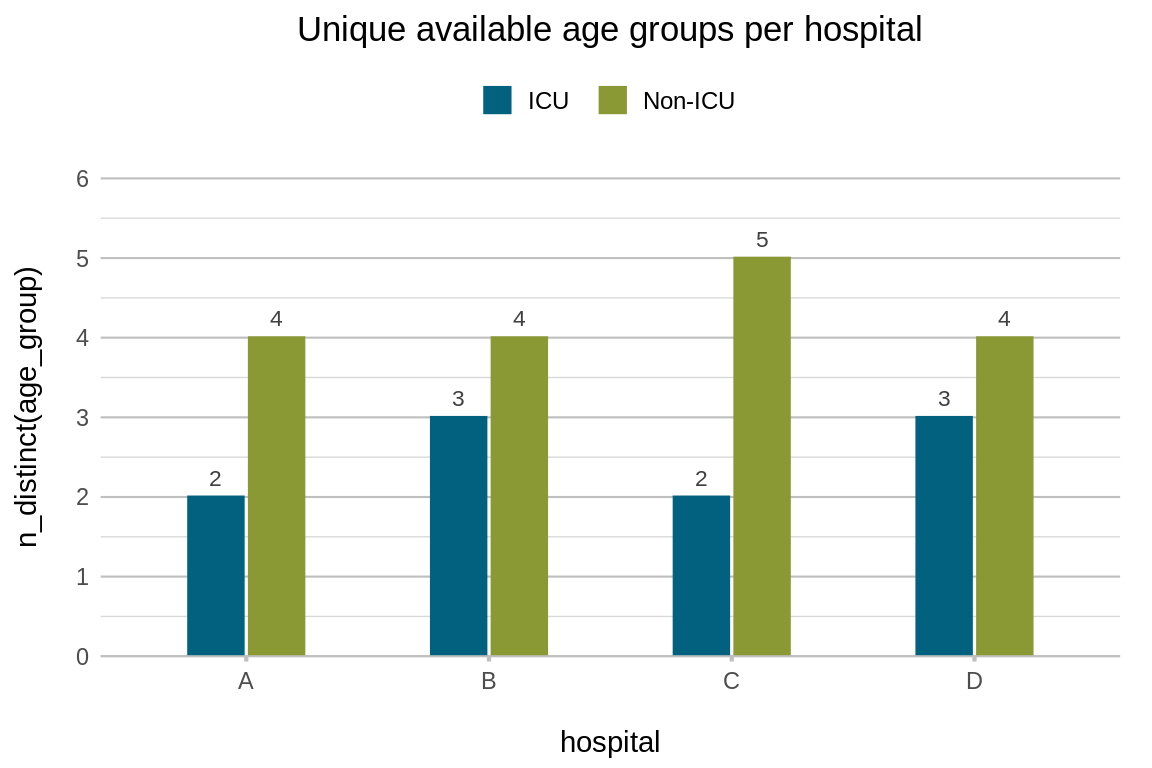 Unique available age groups per hospital
ICU Non-ICU
n_distinct(age_group)
6
5
4
3
2
1
0
2 4 3 4 2 5 3 4
A B C D
hospital